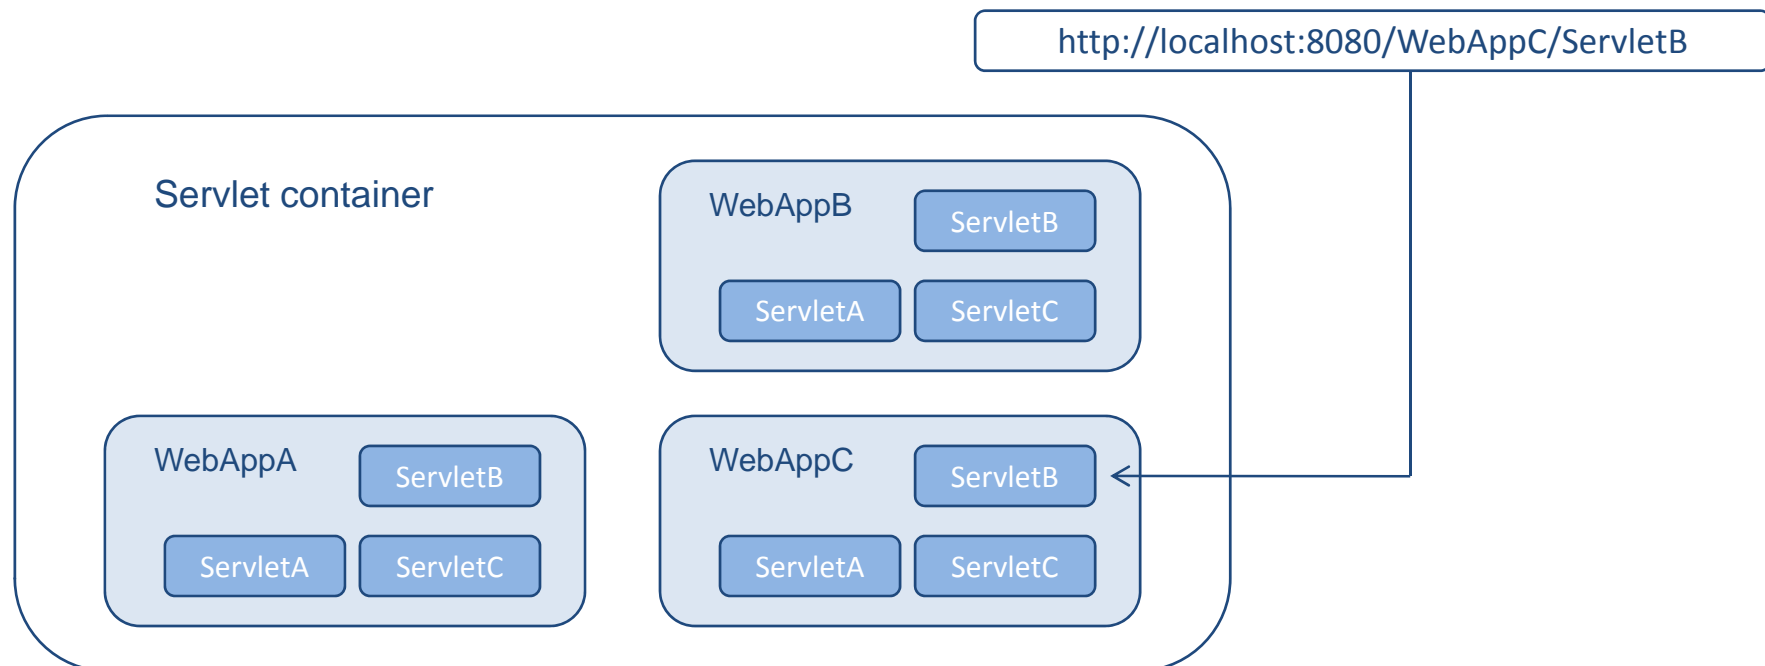 http://localhost:8080/WebAppC/ServletB
Servlet container
WebAppB
ServletB
ServletA
ServletC
WebAppA
ServletB
ServletA
ServletC
WebAppC
ServletB
ServletA
ServletC